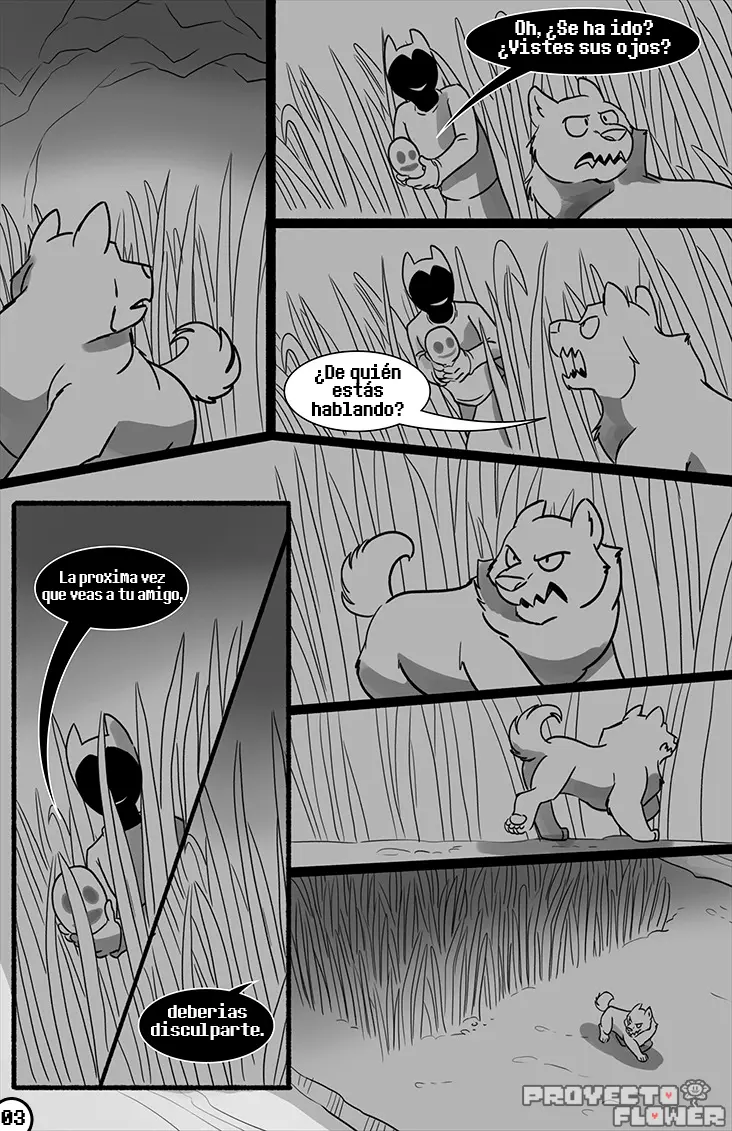 Oh, ¿Se ha ido?
¿Vistes sus ojos?
¿De quién
estás
hablando?
La proxima vez
que veas a tu amigo,
deberias
disculparte.
03
PROYECTO
FLOWER